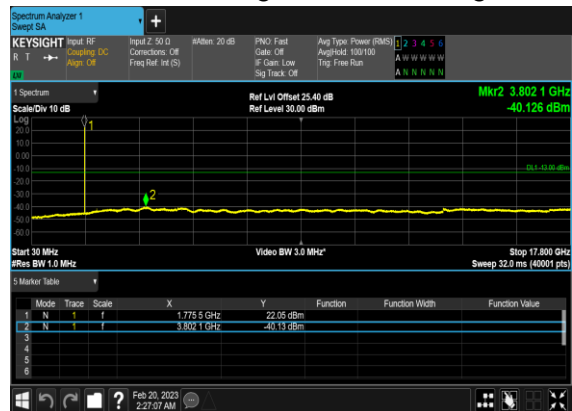 Spectrum Analyzer 1
Swept SA
KEYSIGHT Input: RF Input Z: 50 Ω #Atten: 20 dB PNO: Fast Avg Type: Power (RMS) 1 2 3 4 5 6
R T Coupling: DC Corrections: Off Gate: Off Avg|Hold: 100/100 A W W W W W
Align: Off Freq Ref: Int (S) IF Gain: Low Trig: Free Run
LW Sig Track: Off A N N N N N
1 Spectrum Ref Lvl Offset 25.40 dB Mkr2 3.802 1 GHz
Scale/Div 10 dB Ref Level 30.00 dBm -40.126 dBm
Log
20.0
10.0
0.00
-10.0
-20.0
-30.0
-40.0
-50.0
-60.0
1
2
DL1 -13.00 dBm
Start 30 MHz Video BW 3.0 MHz* Stop 17.800 GHz
#Res BW 1.0 MHz Sweep 32.0 ms (40001 pts)
5 Marker Table
Mode Trace Scale X Y Function Function Width Function Value
1 N 1 f 1.775 5 GHz 22.05 dBm
2 N 1 f 3.802 1 GHz -40.13 dBm
3
4
5
6
? Feb 20, 2023
2:27:07 AM